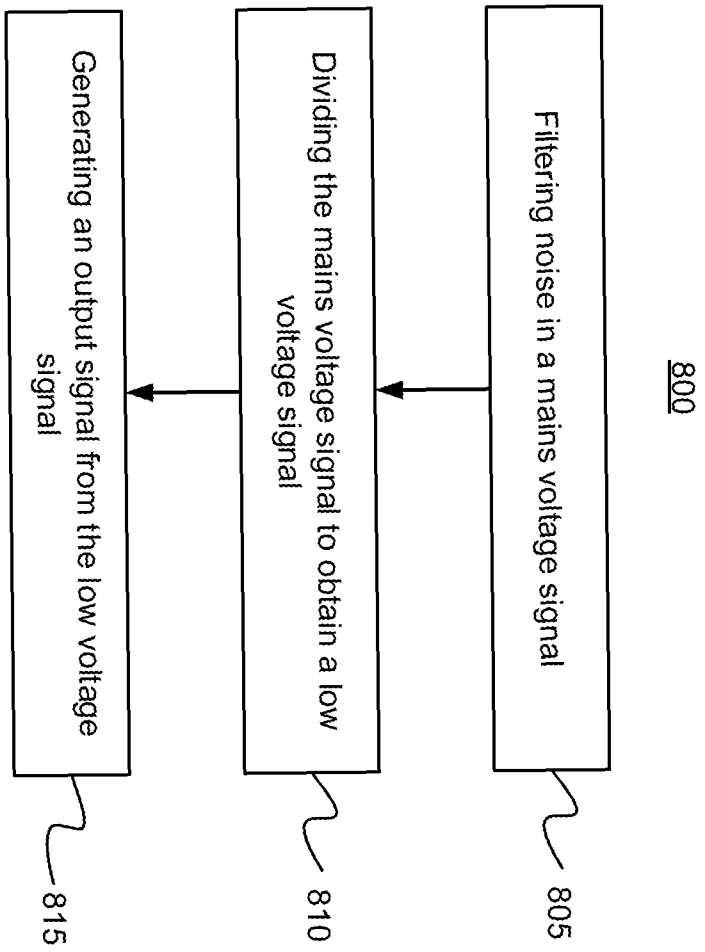 800
Filtering noise in a mains voltage signal
805
Dividing the mains voltage signal to obtain a low
voltage signal
810
Generating an output signal from the low voltage
signal
815